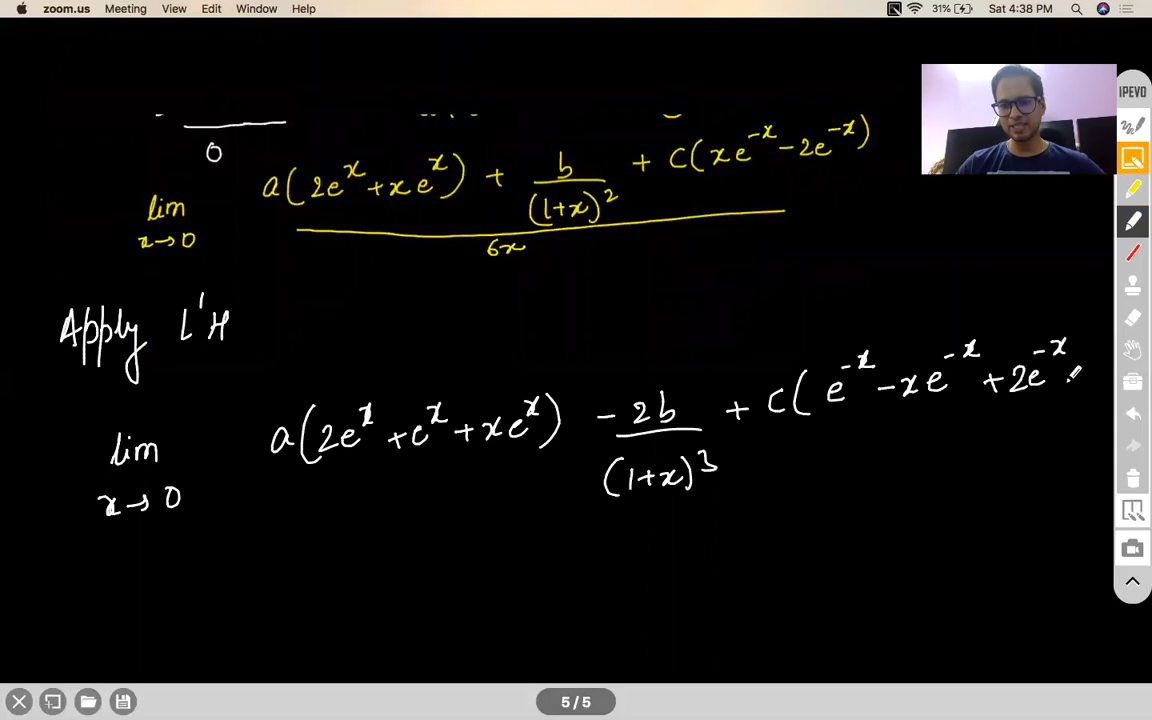 zoom.us Meeting View Edit Window Help 31% Sat 4:38 PM
IPEVO
0
lim x→0 a(2e^x + xe^x) + b/(1+x)^2 + c(xe^-x - 2e^-x)
6x
Apply L'H
lim x→0 a(2e^x + e^x + xe^x) - 2b/(1+x)^3 + c(e^-x - xe^-x + 2e^-x
5 / 5